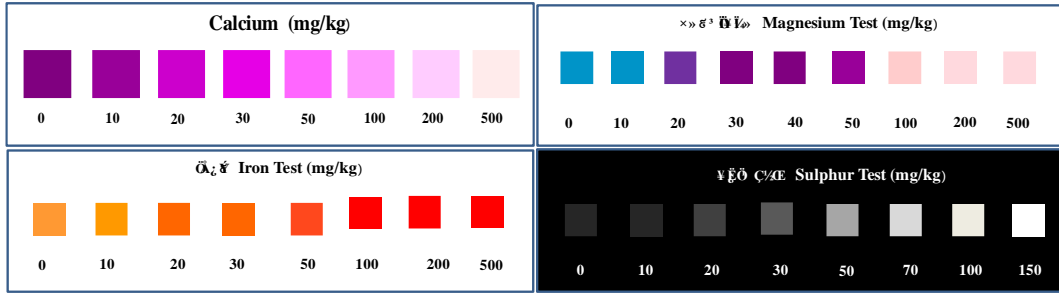 Calcium (mg/kg)
0 10 20 30 50 100 200 500
Magnesium Test (mg/kg)
0 10 20 30 40 50 100 200 500
Iron Test (mg/kg)
0 10 20 30 50 100 200 500
Sulphur Test (mg/kg)
0 10 20 30 50 70 100 150